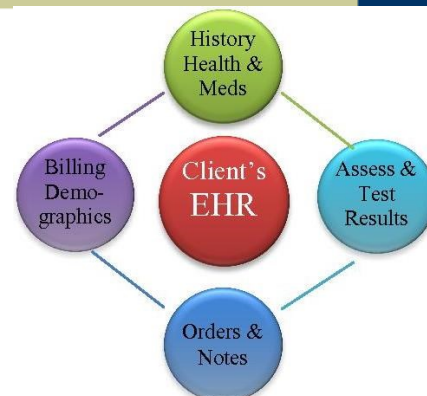 History
Health &
Meds
Billing
Demo-
graphics
Client's
EHR
Assess &
Test
Results
Orders &
Notes